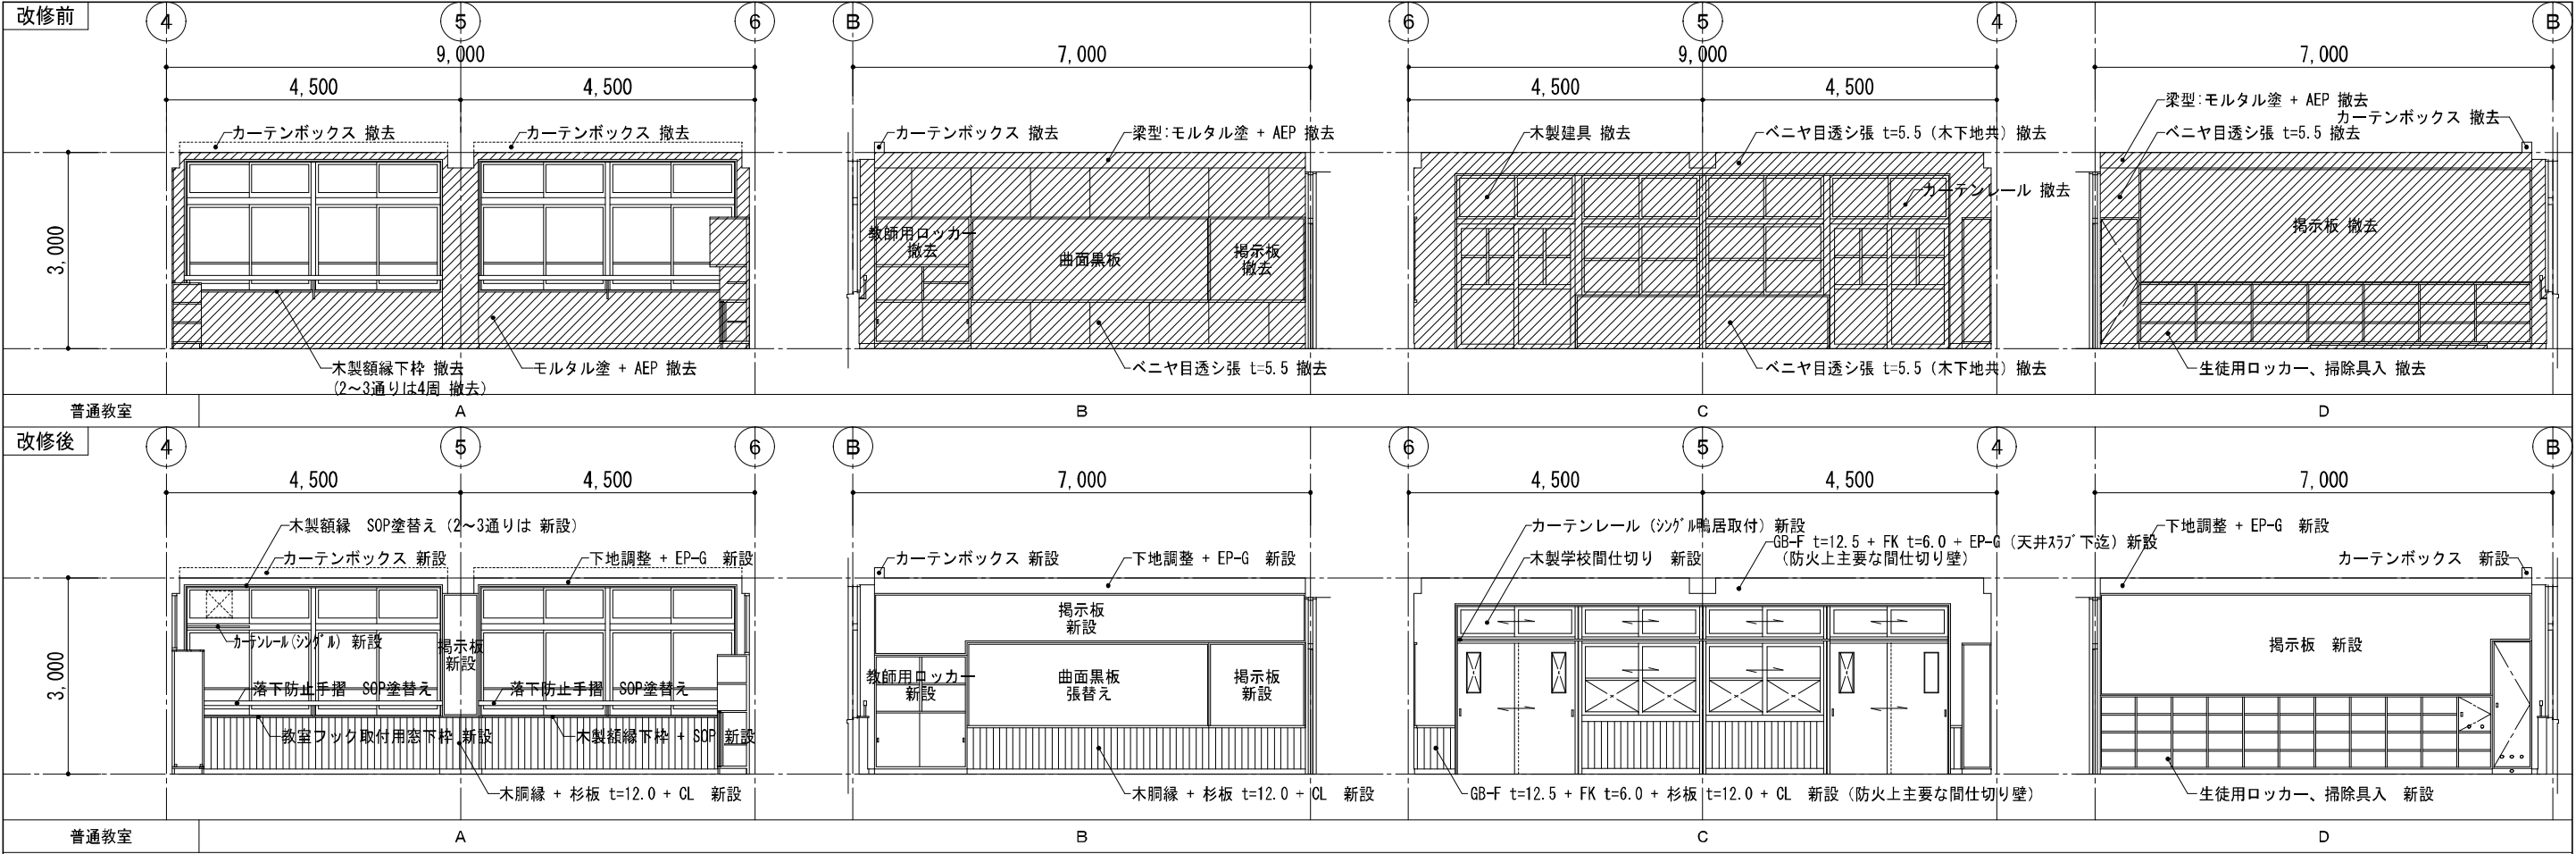 改修前
4
5
6
B
6
5
4
B
9,000
7,000
9,000
7,000
4,500
4,500
4,500
4,500
カーテンボックス 撤去
カーテンボックス 撤去
カーテンボックス 撤去
梁型:モルタル塗 + AEP 撤去
木製建具 撤去
ベニヤ目透シ張 t=5.5 (木下地共) 撤去
梁型:モルタル塗 + AEP 撤去
カーテンボックス 撤去
ベニヤ目透シ張 t=5.5 撤去
カーテンレール 撤去
3,000
教師用ロッカー
撤去
曲面黒板
掲示板
撤去
掲示板 撤去
木製額縁下枠 撤去
(2〜3通りは4周 撤去)
モルタル塗 + AEP 撤去
ベニヤ目透シ張 t=5.5 撤去
ベニヤ目透シ張 t=5.5 (木下地共) 撤去
生徒用ロッカー、掃除具入 撤去
普通教室
A
B
C
D
改修後
4
5
6
B
6
5
4
B
4,500
4,500
7,000
4,500
4,500
7,000
木製額縁 SOP塗替え (2〜3通りは 新設)
カーテンボックス 新設
下地調整 + EP-G 新設
カーテンボックス 新設
下地調整 + EP-G 新設
カーテンレール (シングル鴨居取付) 新設
GB-F t=12.5 + FK t=6.0 + EP-G (天井スラブ下迄) 新設
(防火上主要な間仕切り壁)
木製学校間仕切り 新設
下地調整 + EP-G 新設
カーテンボックス 新設
3,000
カーテンレール(シングル) 新設
掲示板
新設
掲示板
新設
落下防止手摺 SOP塗替え
落下防止手摺 SOP塗替え
教師用ロッカー
新設
曲面黒板
張替え
掲示板
新設
掲示板 新設
教室フック取付用窓下枠 新設
木製額縁下枠 + SOP 新設
木胴縁 + 杉板 t=12.0 + CL 新設
木胴縁 + 杉板 t=12.0 + CL 新設
GB-F t=12.5 + FK t=6.0 + 杉板 t=12.0 + CL 新設 (防火上主要な間仕切り壁)
生徒用ロッカー、掃除具入 新設
普通教室
A
B
C
D